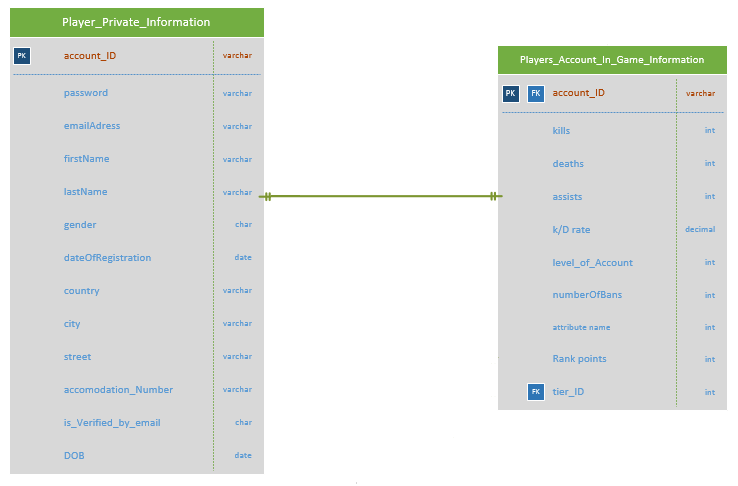 Player_Private_Information
PK account_ID varchar
password varchar
emailAdress varchar
firstName varchar
lastName varchar
gender char
dateOfRegistration date
country varchar
city varchar
street varchar
accomodation_Number varchar
is_Verified_by_email char
DOB date
Players_Account_In_Game_Information
PK FK account_ID varchar
kills int
deaths int
assists int
k/D rate decimal
level_of_Account int
numberOfBans int
attribute name int
Rank points int
FK tier_ID int